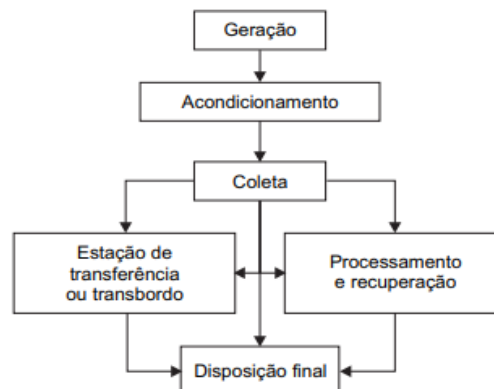 Geração
Acondicionamento
Coleta
Estação de
transferência
ou transbordo
Processamento
e recuperação
Disposição final